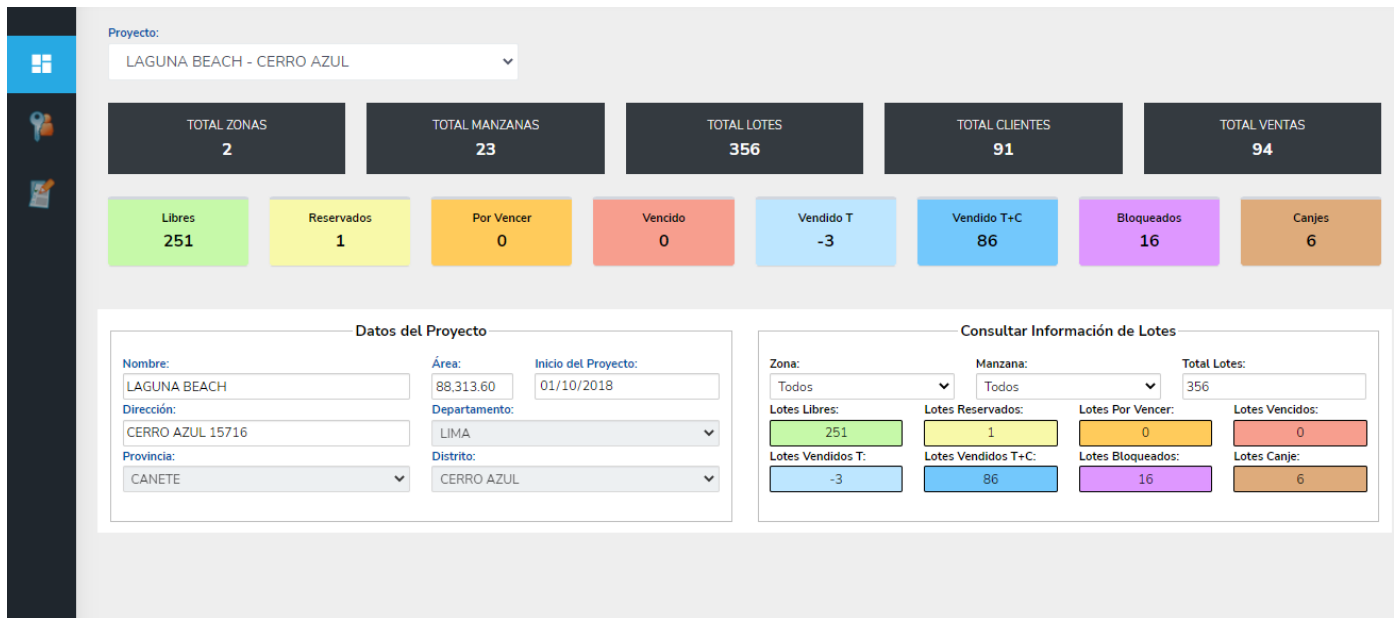 Proyecto:
LAGUNA BEACH - CERRO AZUL
TOTAL ZONAS TOTAL MANZANAS TOTAL LOTES TOTAL CLIENTES TOTAL VENTAS
2 23 356 91 94
Libres Reservados Por Vencer Vencido Vendido T Vendido T+C Bloqueados Canjes
251 1 0 0 -3 86 16 6
Datos del Proyecto
Nombre: Área: Inicio del Proyecto:
LAGUNA BEACH 88,313.60 01/10/2018
Dirección: Departamento:
CERRO AZUL 15716 LIMA
Provincia: Distrito:
CANETE CERRO AZUL
Consultar Información de Lotes
Zona: Manzana: Total Lotes:
Todos Todos 356
Lotes Libres: Lotes Reservados: Lotes Por Vencer: Lotes Vencidos:
251 1 0 0
Lotes Vendidos T: Lotes Vendidos T+C: Lotes Bloqueados: Lotes Canje:
-3 86 16 6